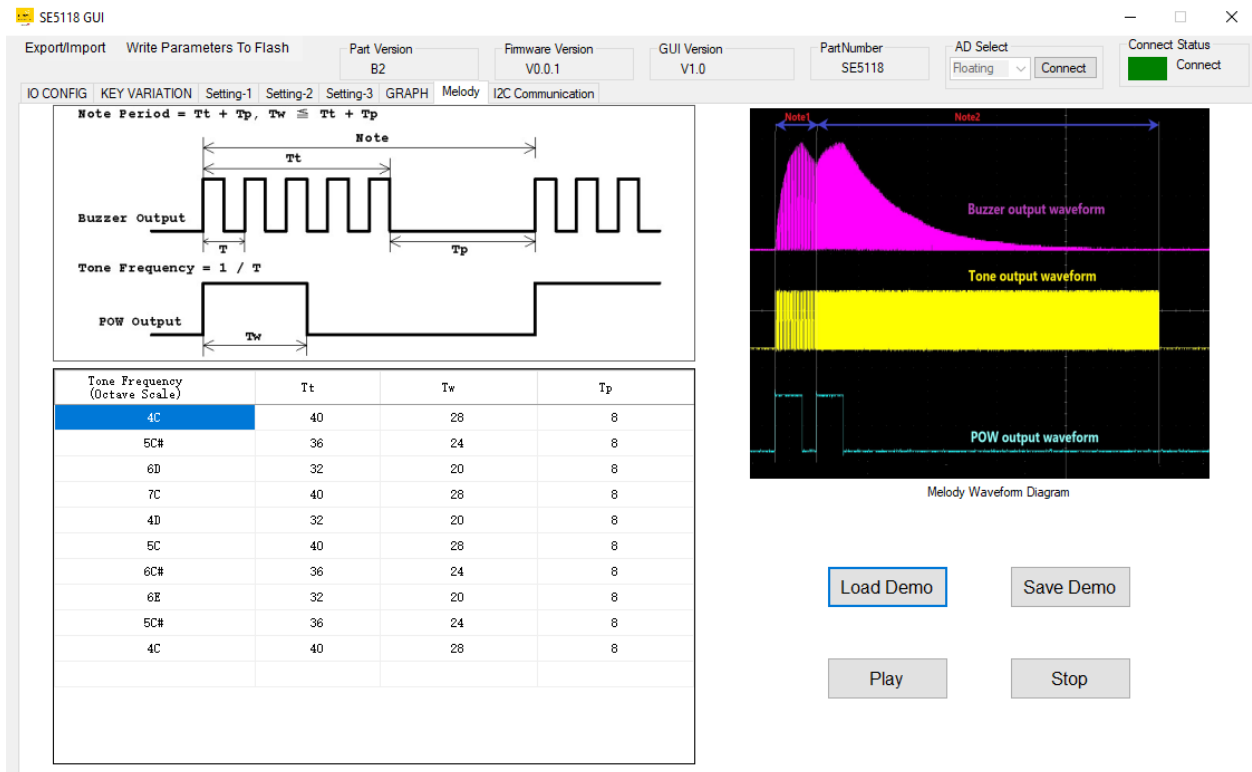 SE5118 GUI
Export/Import Write Parameters To Flash
Part Version
B2
Firmware Version
V0.0.1
GUI Version
V1.0
PartNumber
SE5118
AD Select
Floating Connect
Connect Status
Connect
IO CONFIG KEY VARIATION Setting-1 Setting-2 Setting-3 GRAPH Melody I2C Communication
Note Period = Tt + Tp, Tw ≦ Tt + Tp
Note
Tt
Buzzer Output
T
Tp
Tone Frequency = 1 / T
POW Output
Tw
Note1 Note2
Buzzer output waveform
Tone output waveform
POW output waveform
Melody Waveform Diagram
Tone Frequency
(Octave Scale) Tt Tw Tp
4C 40 28 8
5C# 36 24 8
6D 32 20 8
7C 40 28 8
4D 32 20 8
5C 40 28 8
6C# 36 24 8
6E 32 20 8
5C# 36 24 8
4C 40 28 8
Load Demo Save Demo
Play Stop